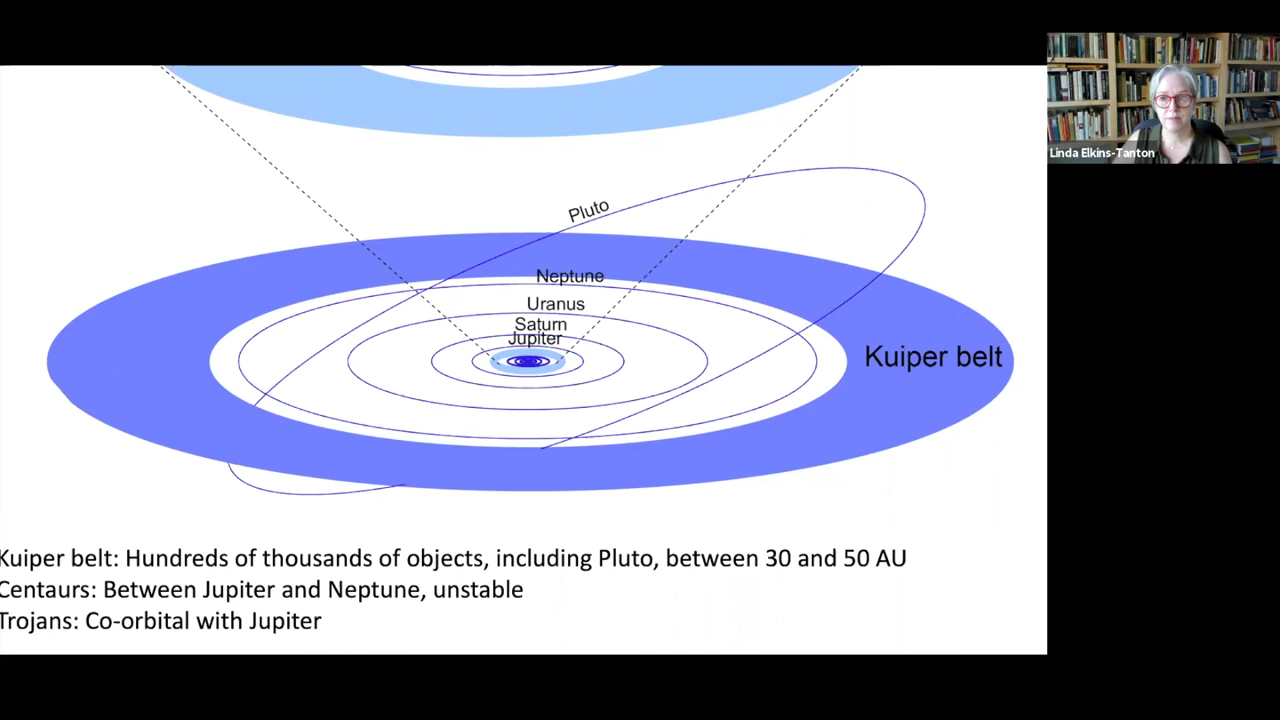 Linda Elkins-Tanton
Pluto
Neptune
Uranus
Saturn
Jupiter
Kuiper belt
Kuiper belt: Hundreds of thousands of objects, including Pluto, between 30 and 50 AU
Centaurs: Between Jupiter and Neptune, unstable
Trojans: Co-orbital with Jupiter